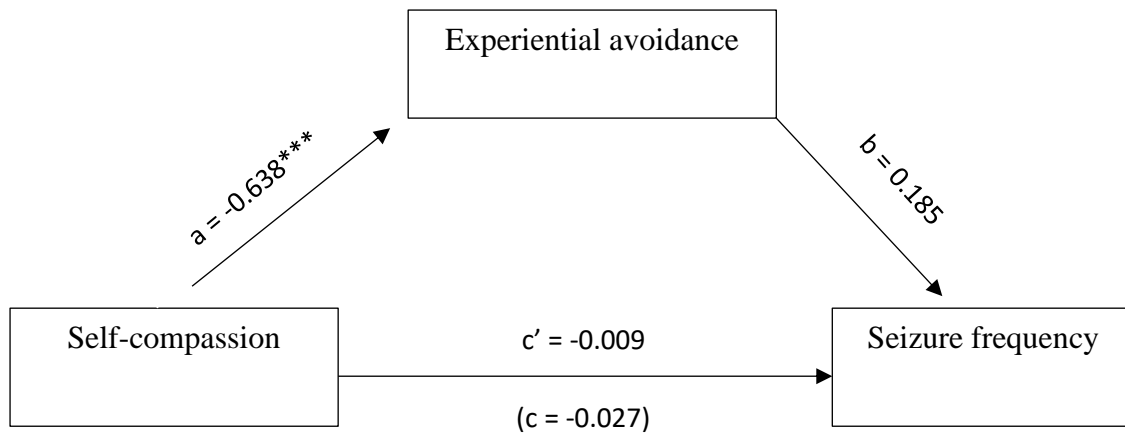 Experiential avoidance
a = -0.638***
b = 0.185
Self-compassion
c’ = -0.009
(c = -0.027)
Seizure frequency